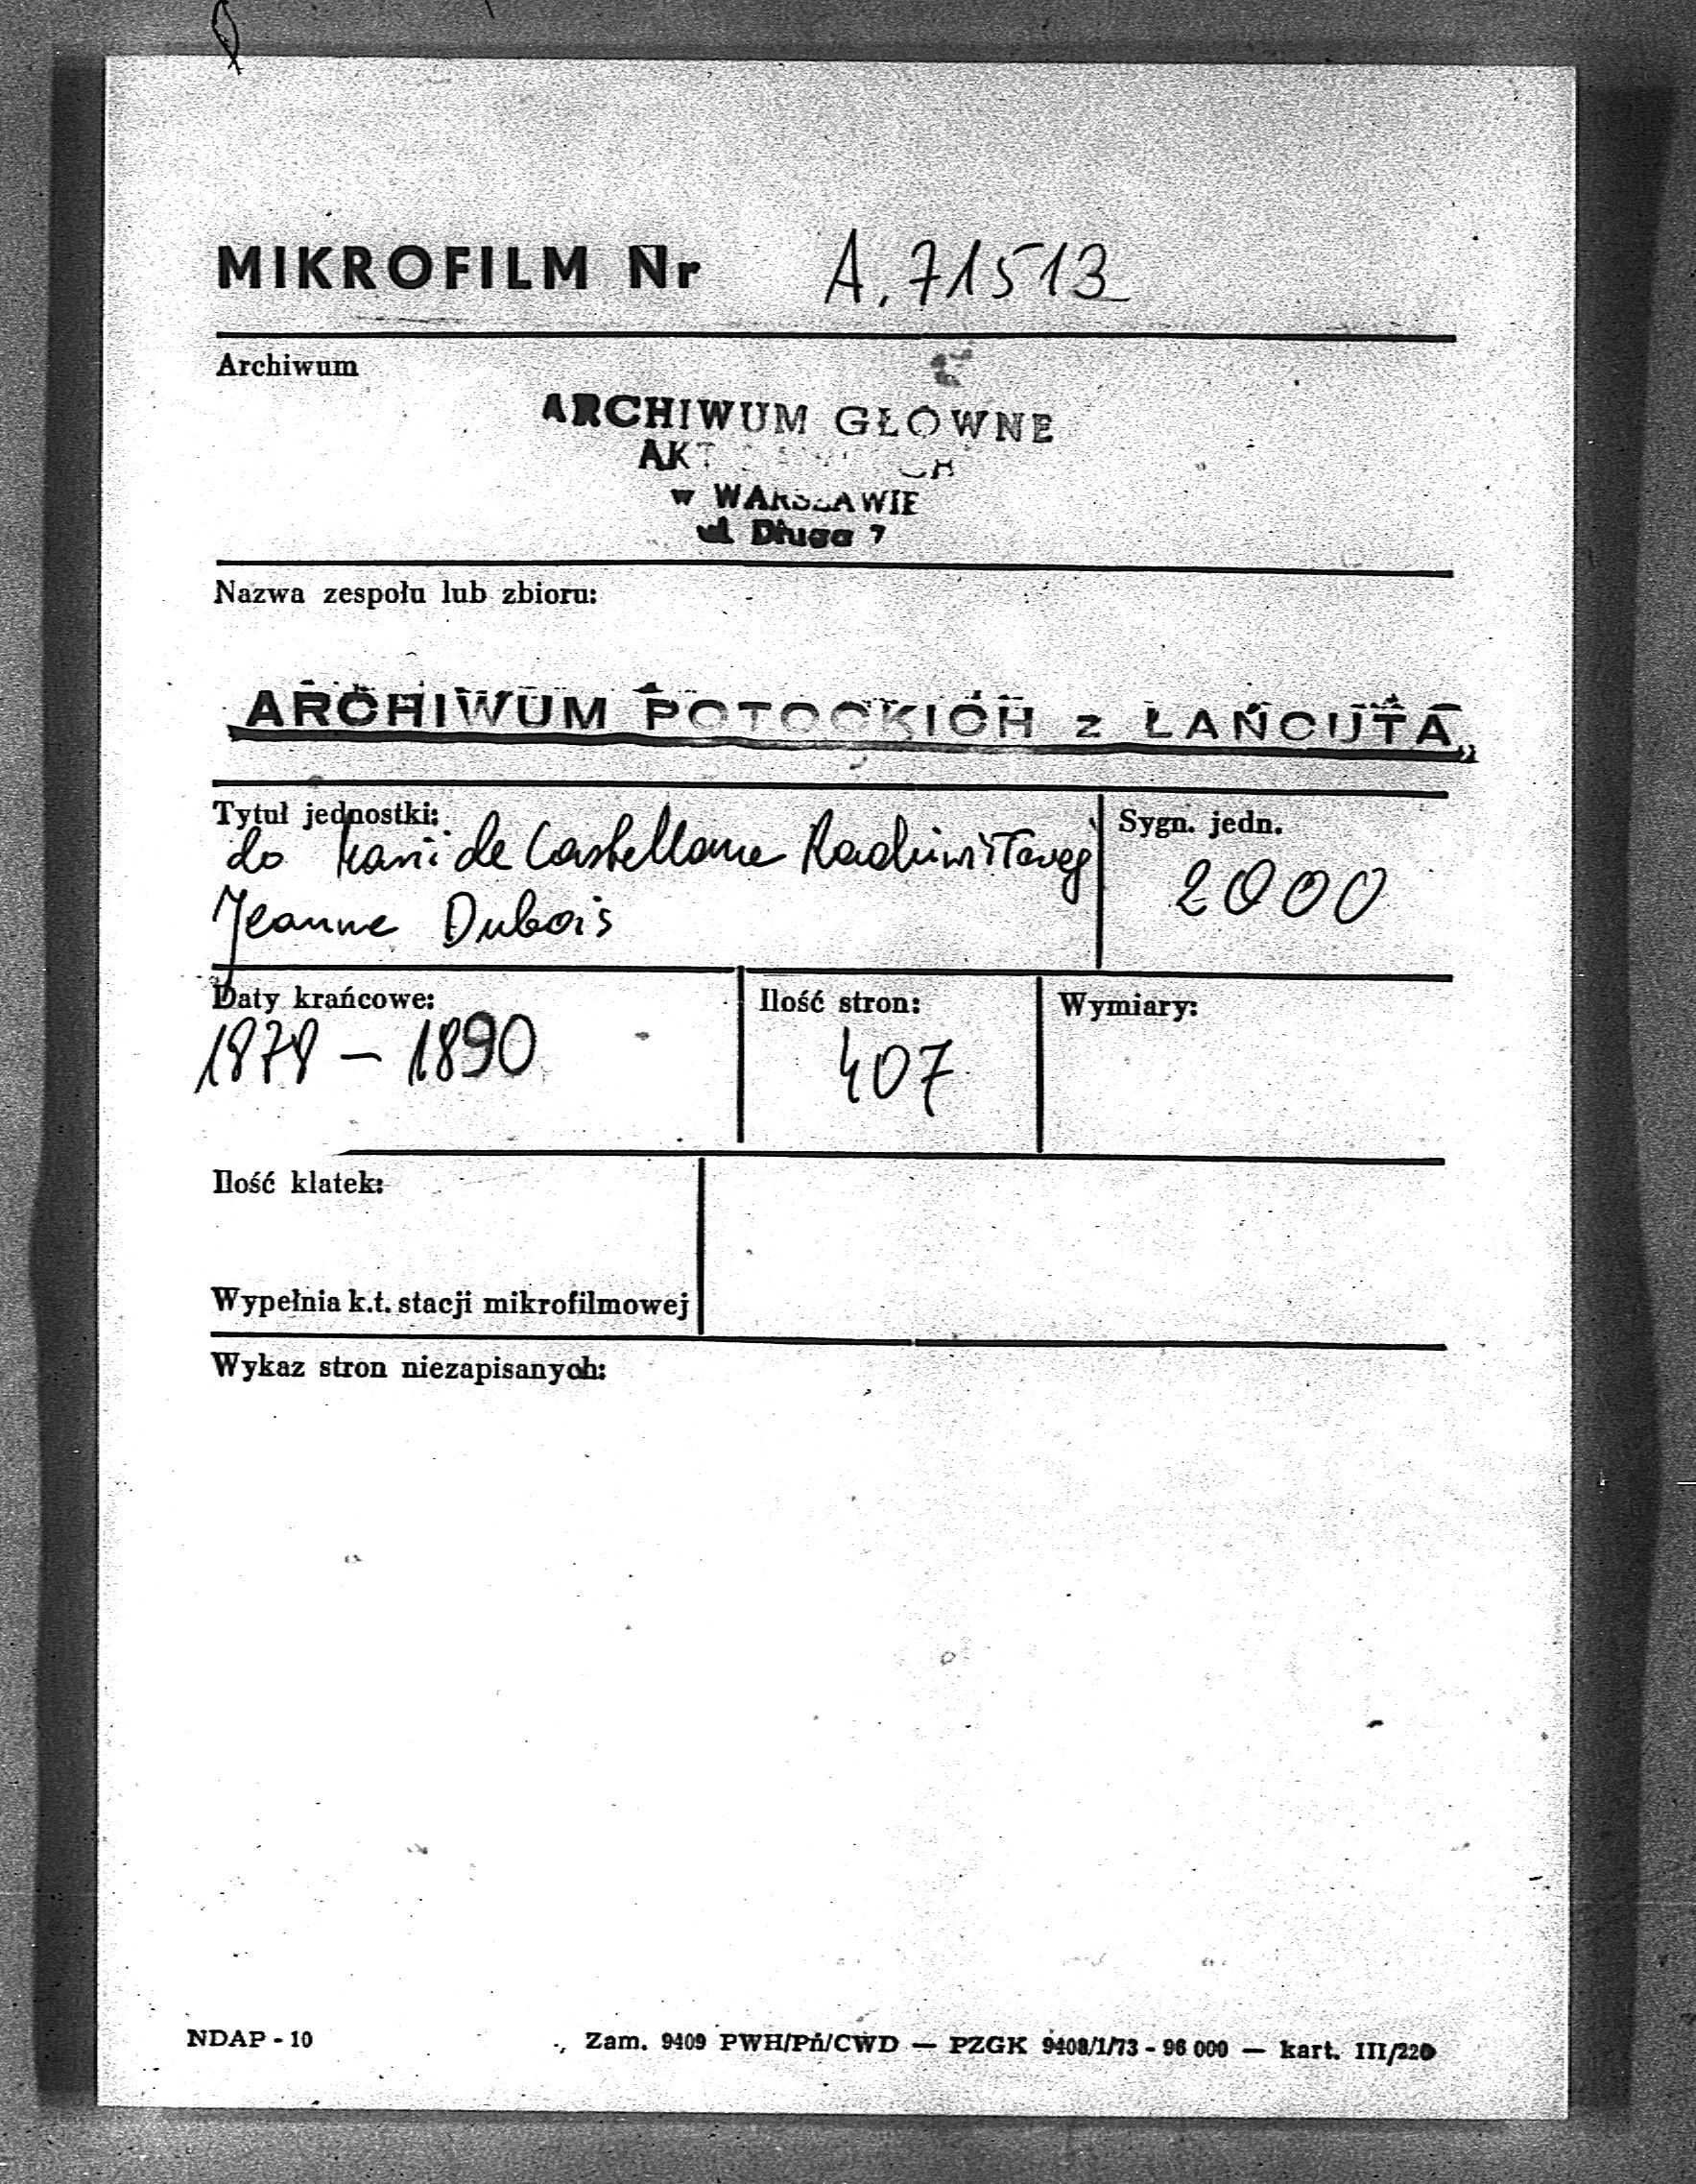 MIKROFILM Nr A. 71513
Archiwum
ARCHIWUM GŁÓWNE
AKT
w WARSZAWIE
ul Długa 7
Nazwa zespołu lub zbioru:
ARCHIWUM POTOCKICH z ŁAŃCUTA
Tytuł jednostki:
do Marii de Castellane Radziwiłłowej
Jeanne Dubois
Sygn. jedn.
2000
Daty krańcowe:
1878 - 1890
Ilość stron:
407
Wymiary:
Ilość klatek:
Wypełnia k.t. stacji mikrofilmowej
Wykaz stron niezapisanych:
NDAP - 10
Zam. 9409 PWH/Pń/CWD — PZGK 9408/1/73 - 96 000 — kart. III/220